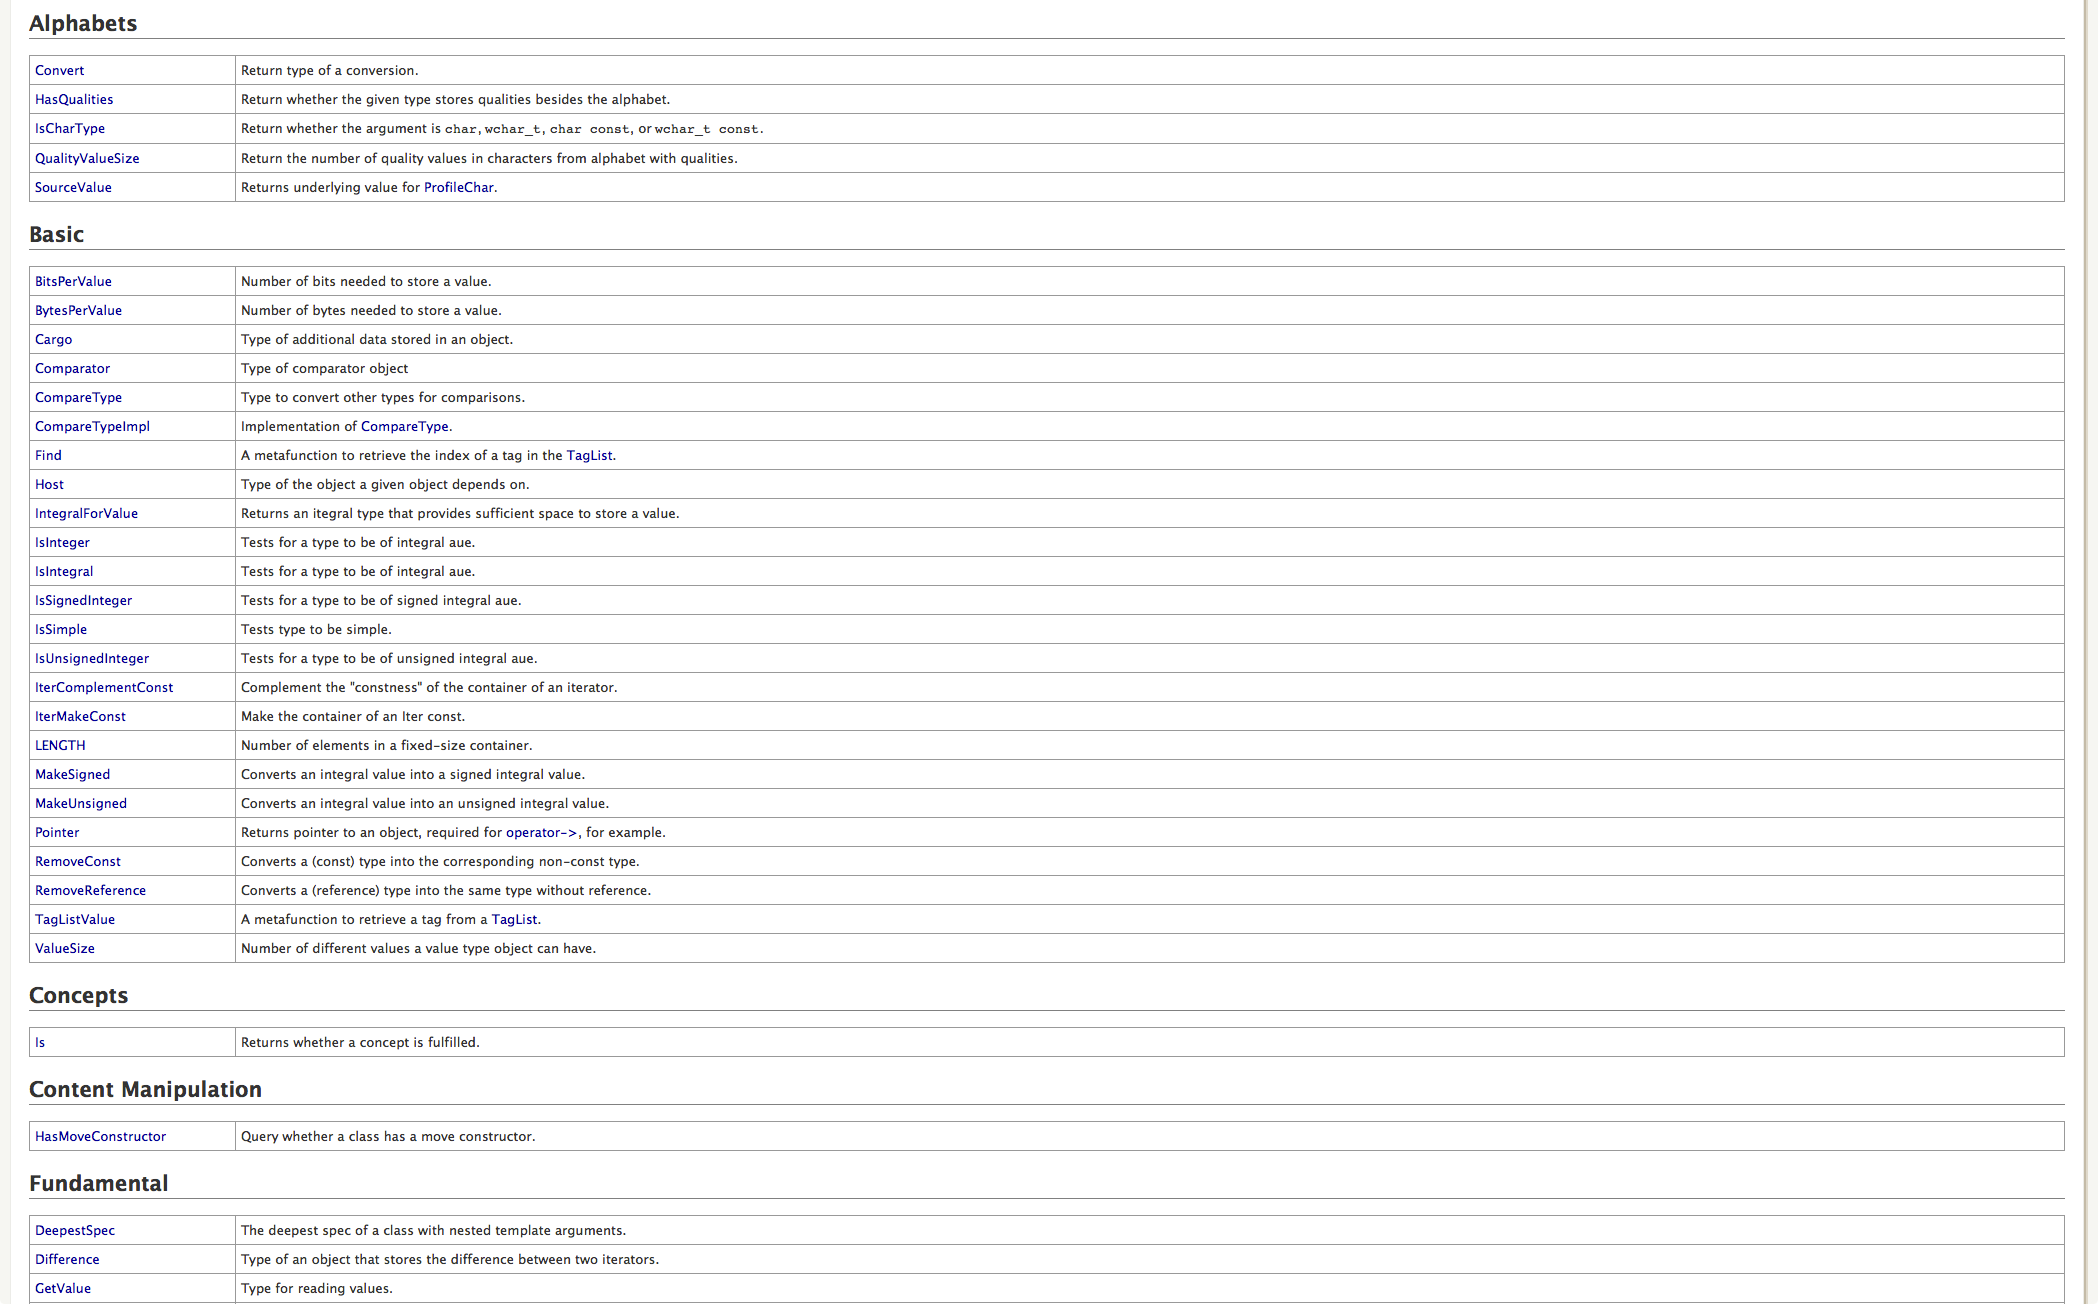 Alphabets
Convert Return type of a conversion.
HasQualities Return whether the given type stores qualities besides the alphabet.
IsCharType Return whether the argument is char, wchar_t, char const, or wchar_t const.
QualityValueSize Return the number of quality values in characters from alphabet with qualities.
SourceValue Returns underlying value for ProfileChar.
Basic
BitsPerValue Number of bits needed to store a value.
BytesPerValue Number of bytes needed to store a value.
Cargo Type of additional data stored in an object.
Comparator Type of comparator object
CompareType Type to convert other types for comparisons.
CompareTypeImpl Implementation of CompareType.
Find A metafunction to retrieve the index of a tag in the TagList.
Host Type of the object a given object depends on.
IntegralForValue Returns an itegral type that provides sufficient space to store a value.
IsInteger Tests for a type to be of integral aue.
IsIntegral Tests for a type to be of integral aue.
IsSignedInteger Tests for a type to be of signed integral aue.
IsSimple Tests type to be simple.
IsUnsignedInteger Tests for a type to be of unsigned integral aue.
IterComplementConst Complement the "constness" of the container of an iterator.
IterMakeConst Make the container of an Iter const.
LENGTH Number of elements in a fixed-size container.
MakeSigned Converts an integral value into a signed integral value.
MakeUnsigned Converts an integral value into an unsigned integral value.
Pointer Returns pointer to an object, required for operator->, for example.
RemoveConst Converts a (const) type into the corresponding non-const type.
RemoveReference Converts a (reference) type into the same type without reference.
TagListValue A metafunction to retrieve a tag from a TagList.
ValueSize Number of different values a value type object can have.
Concepts
Is Returns whether a concept is fulfilled.
Content Manipulation
HasMoveConstructor Query whether a class has a move constructor.
Fundamental
DeepestSpec The deepest spec of a class with nested template arguments.
Difference Type of an object that stores the difference between two iterators.
GetValue Type for reading values.